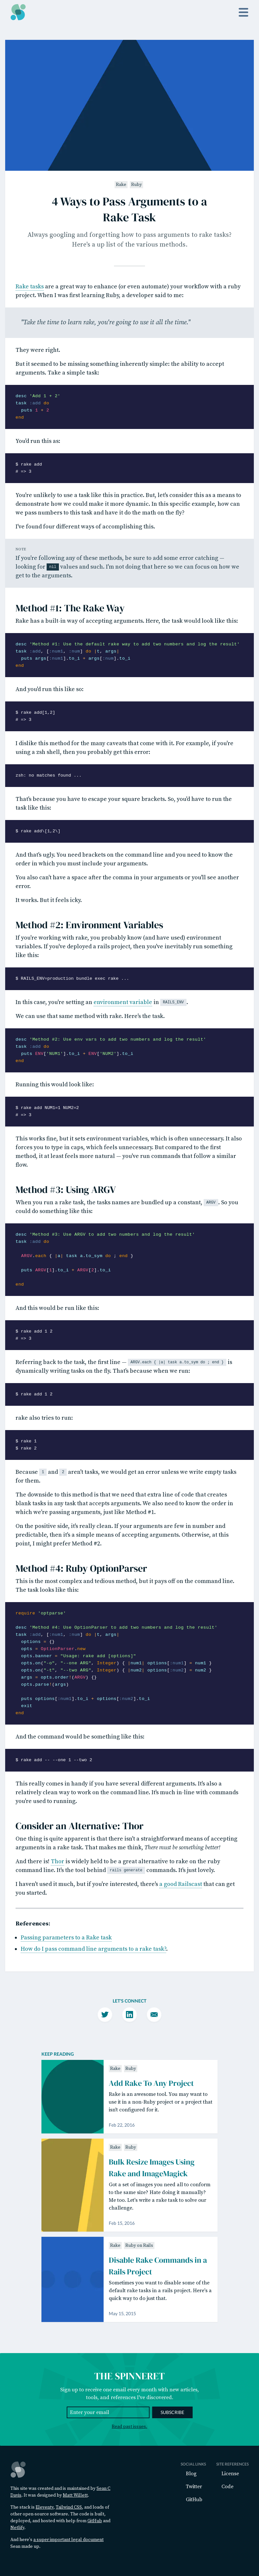 Rake Ruby
4 Ways to Pass Arguments to a
Rake Task
Always googling and forgetting how to pass arguments to rake tasks?
Here's a up list of the various methods.
Rake tasks are a great way to enhance (or even automate) your workflow with a ruby
project. When I was first learning Ruby, a developer said to me:
"Take the time to learn rake, you're going to use it all the time."
They were right.
But it seemed to be missing something inherently simple: the ability to accept
arguments. Take a simple task:
desc 'Add 1 + 2'
task :add do
puts 1 + 2
end
You'd run this as:
$ rake add
# => 3
You're unlikely to use a task like this in practice. But, let's consider this as a means to
demonstrate how we could make it more dynamic. In this specific example, how can
we pass numbers to this task and have it do the math on the fly?
I've found four different ways of accomplishing this.
NOTE
If you're following any of these methods, be sure to add some error catching —
looking for nil values and such. I'm not doing that here so we can focus on how we
get to the arguments.
Method #1: The Rake Way
Rake has a built-in way of accepting arguments. Here, the task would look like this:
desc 'Method #1: Use the default rake way to add two numbers and log the result'
task :add, [:num1, :num] do |t, args|
puts args[:num1].to_i + args[:num].to_i
end
And you'd run this like so:
$ rake add[1,2]
# => 3
I dislike this method for the many caveats that come with it. For example, if you're
using a zsh shell, then you probably get this error:
zsh: no matches found ...
That's because you have to escape your square brackets. So, you'd have to run the
task like this:
$ rake add\[1,2\]
And that's ugly. You need brackets on the command line and you need to know the
order in which you must include your arguments.
You also can't have a space after the comma in your arguments or you'll see another
error.
It works. But it feels icky.
Method #2: Environment Variables
If you're working with rake, you probably know (and have used) environment
variables. If you've deployed a rails project, then you've inevitably run something
like this:
$ RAILS_ENV=production bundle exec rake ...
In this case, you're setting an environment variable in RAILS_ENV.
We can use that same method with rake. Here's the task.
desc 'Method #2: Use env vars to add two numbers and log the result'
task :add do
puts ENV['NUM1'].to_i + ENV['NUM2'].to_i
end
Running this would look like:
$ rake add NUM1=1 NUM2=2
# => 3
This works fine, but it sets environment variables, which is often unnecessary. It also
forces you to type in caps, which feels unnecessary. But compared to the first
method, it at least feels more natural — you've run commands that follow a similar
flow.
Method #3: Using ARGV
When you run a rake task, the tasks names are bundled up a constant, ARGV. So you
could do something like this:
desc 'Method #3: Use ARGV to add two numbers and log the result'
task :add do
ARGV.each { |a| task a.to_sym do ; end }
puts ARGV[1].to_i + ARGV[2].to_i
end
And this would be run like this:
$ rake add 1 2
# => 3
Referring back to the task, the first line — ARGV.each { |a| task a.to_sym do ; end } is
dynamically writing tasks on the fly. That's because when we run:
$ rake add 1 2
rake also tries to run:
$ rake 1
$ rake 2
Because 1 and 2 aren't tasks, we would get an error unless we write empty tasks
for them.
The downside to this method is that we need that extra line of code that creates
blank tasks in any task that accepts arguments. We also need to know the order in
which we're passing arguments, just like Method #1.
On the positive side, it's really clean. If your arguments are few in number and
predictable, then it's a simple means of accepting arguments. Otherwise, at this
point, I might prefer Method #2.
Method #4: Ruby OptionParser
This is the most complex and tedious method, but it pays off on the command line.
The task looks like this:
require 'optparse'
desc 'Method #4: Use OptionParser to add two numbers and log the result'
task :add, [:num] do |t, args|
options = {}
opts = OptionParser.new
opts.banner = "Usage: rake add [options]"
opts.on("-o", "--one ARG", Integer) { |num1| options[:num1] = num1 }
opts.on("-t", "--two ARG", Integer) { |num2| options[:num2] = num2 }
args = opts.order!(ARGV) {}
opts.parse!(args)
puts options[:num1].to_i + options[:num2].to_i
exit
end
And the command would be something like this:
$ rake add -- --one 1 --two 2
This really comes in handy if you have several different arguments. It's also a
relatively clean way to work on the command line. It's not minimal, but it's what
you're used to running.
Consider an Alternative: Thor
One thing is quite apparent is that there isn't a straightforward means of accepting
arguments in a rake task. That makes me think, There must be something better!
And there is! Thor is widely held to be a great alternative to rake on the ruby
command line. It's the tool behind rails generate commands. It's just lovely.
I haven't used it much, but if you're interested, there's a good Railscast that can get
you started.
References:
Passing parameters to a Rake task
How do I pass command line arguments to a rake task?.
LET'S CONNECT
KEEP READING
Rake Ruby
Add Rake To Any Project
Rake is an awesome tool. You may want to
use it in a non-Ruby project or a project that
isn't configured for it.
Feb 22, 2016
Rake Ruby
Bulk Resize Images Using
Rake and ImageMagick
Got a set of images you need all to conform
to the same size? Hate doing it manually?
Me too. Let's write a rake task to solve our
challenge.
Feb 15, 2016
Rake Ruby on Rails
Disable Rake Commands in a
Rails Project
Sometimes you want to disable some of the
default rake tasks in a rails project. Here's a
quick way to do just that.
May 15, 2015
THE SPINNERET
Sign up to receive one email every month with new articles,
tools, and references I've discovered.
Enter your email
SUBSCRIBE
Read past issues.
This site was created and is maintained by Sean C
Davis. It was designed by Matt Willett.
The stack is Eleventy, Tailwind CSS, and loads of
other open-source software. The content is built,
deployed, and hosted with help from GitHub and
Netlify.
And here's a super important legal document
Sean made up.
SOCIAL LINKS
Blog
Twitter
GitHub
SITE REFERENCES
License
Code